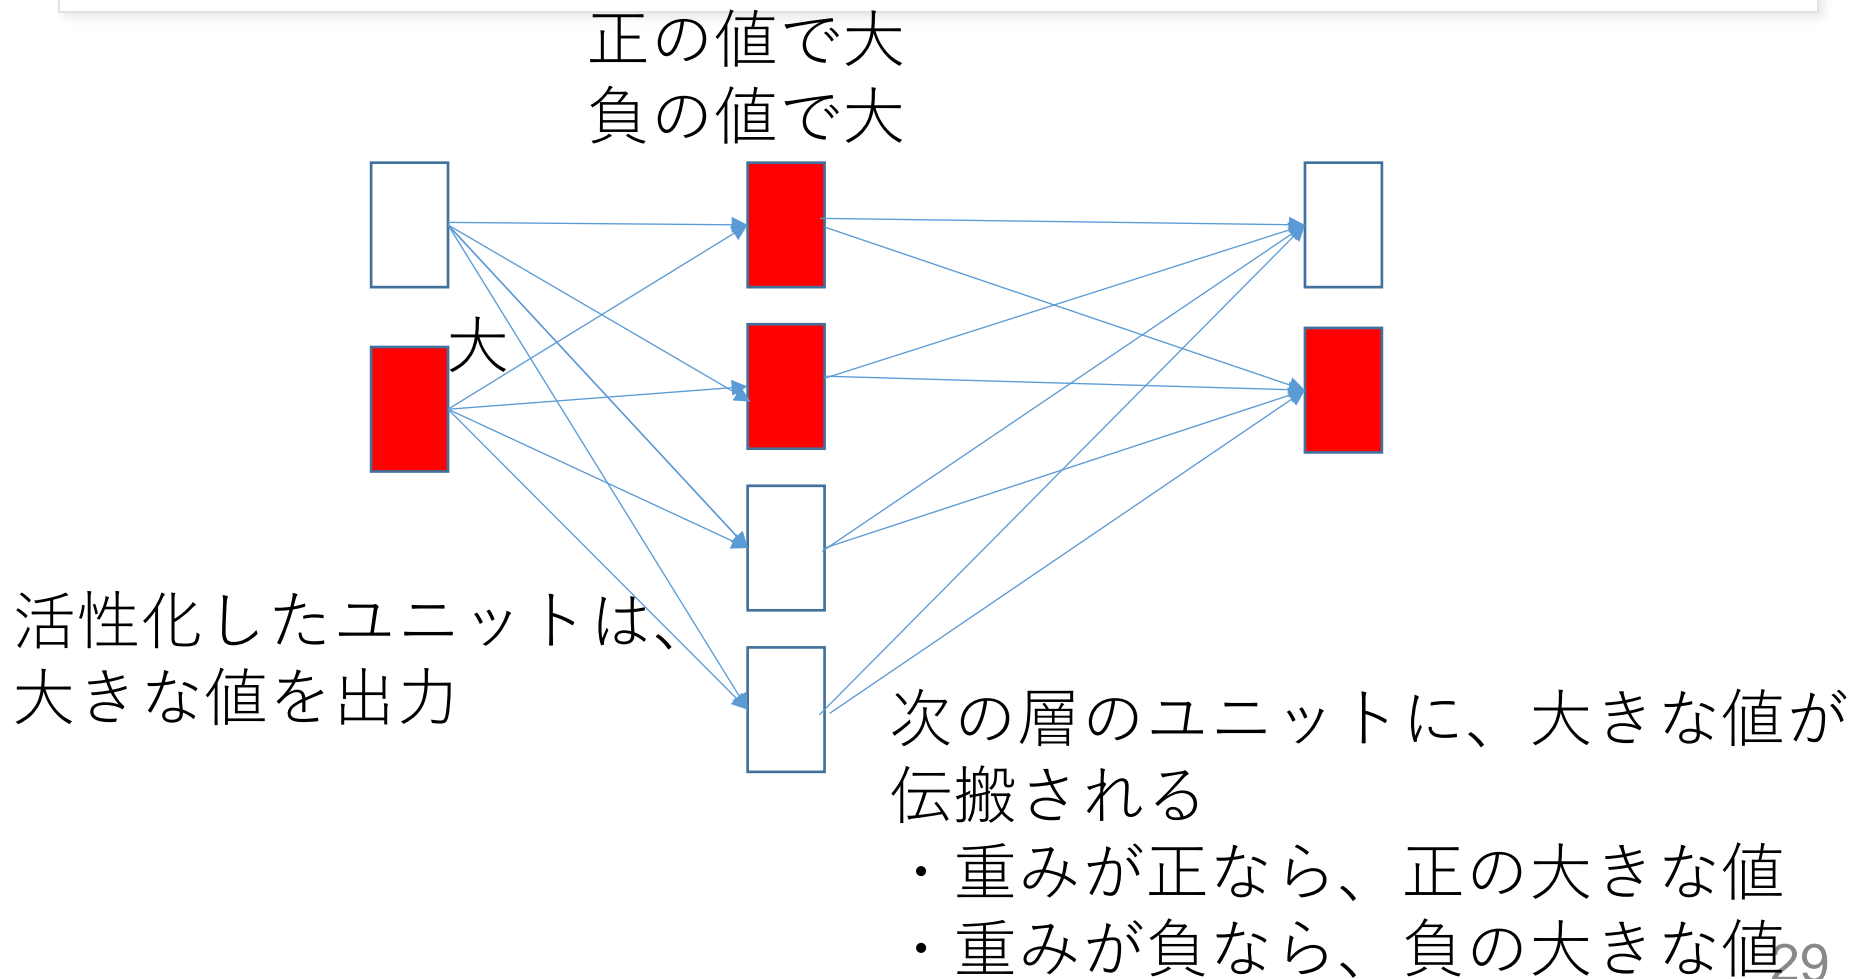 正の値で大
負の値で大
大
活性化したユニットは、
大きな値を出力
次の層のユニットに、大きな値が
伝搬される
・重みが正なら、正の大きな値
・重みが負なら、負の大きな値
29